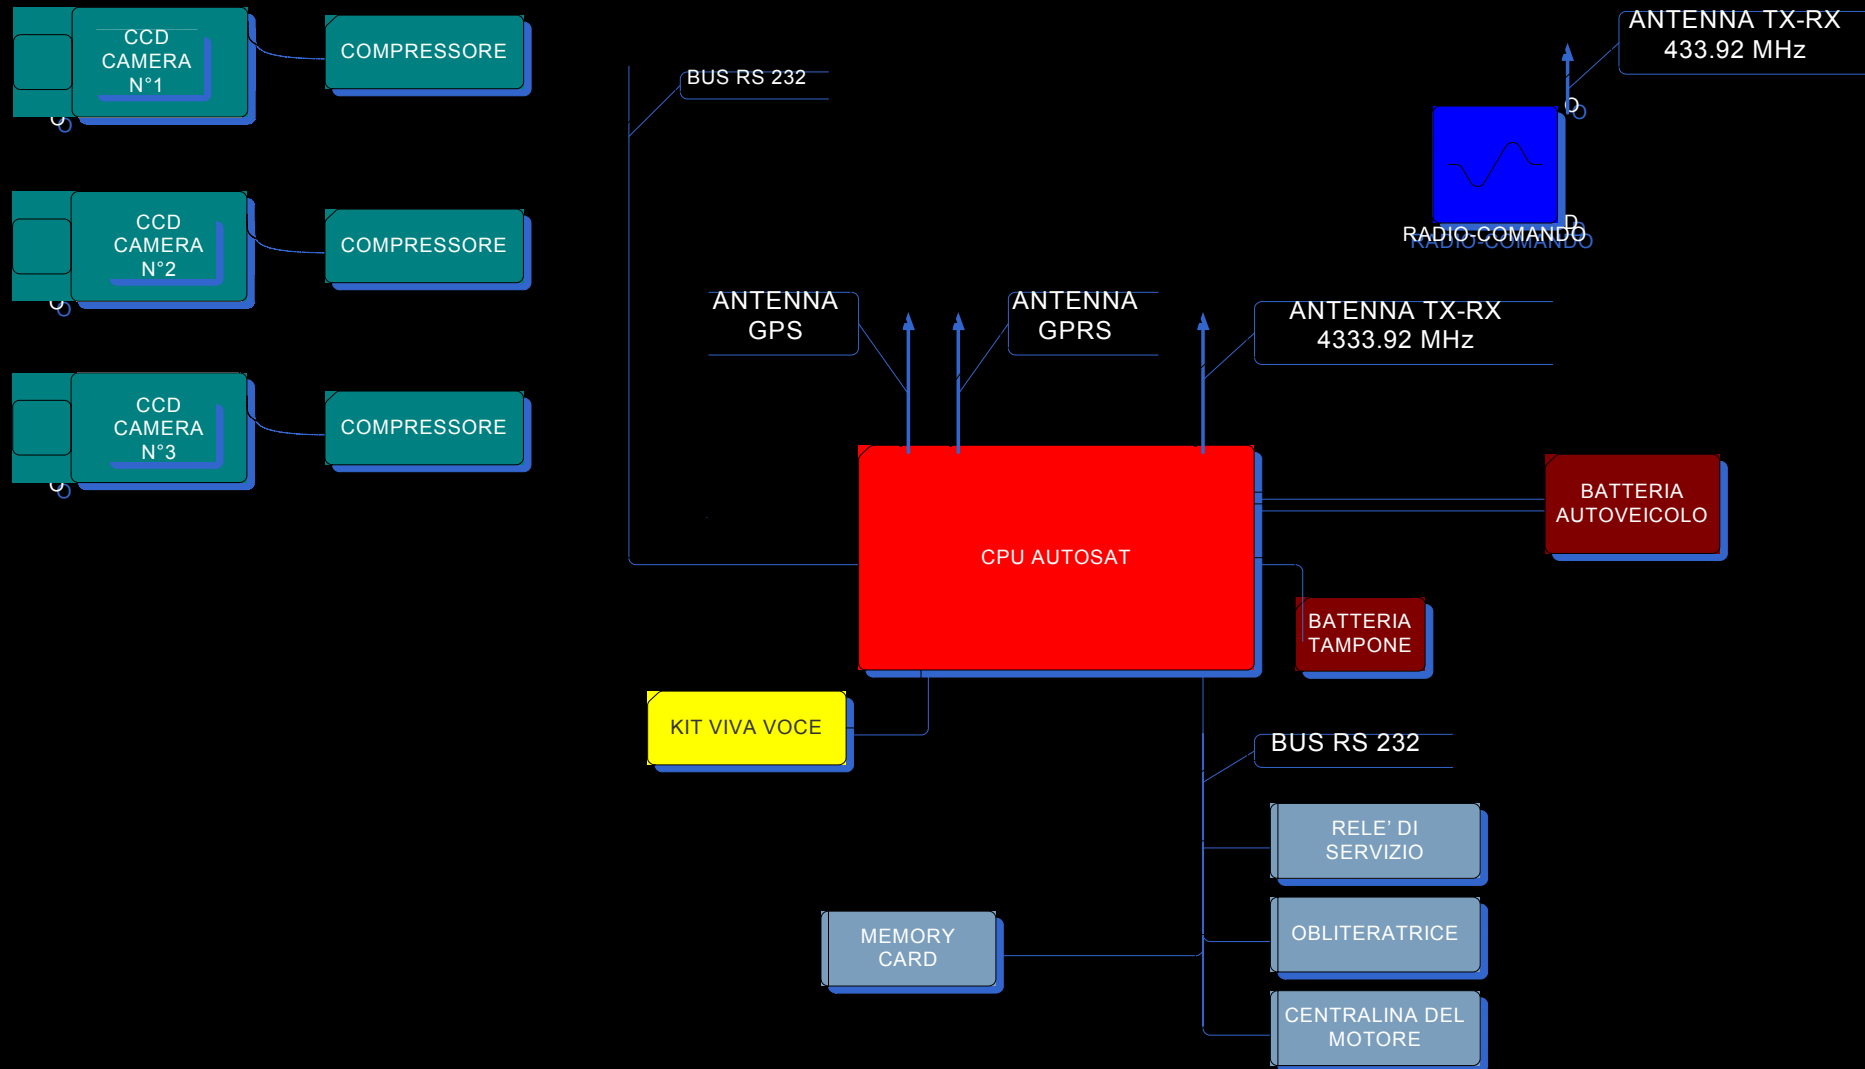 CCD
CAMERA
N°1
COMPRESSORE
BUS RS 232
ANTENNA TX-RX
433.92 MHz
CCD
CAMERA
N°2
COMPRESSORE
RADIO-COMANDO
ANTENNA
GPS
ANTENNA
GPRS
ANTENNA TX-RX
4333.92 MHz
CCD
CAMERA
N°3
COMPRESSORE
CPU AUTOSAT
BATTERIA
AUTOVEICOLO
BATTERIA
TAMPONE
KIT VIVA VOCE
BUS RS 232
RELE’ DI
SERVIZIO
MEMORY
CARD
OBLITERATRICE
CENTRALINA DEL
MOTORE